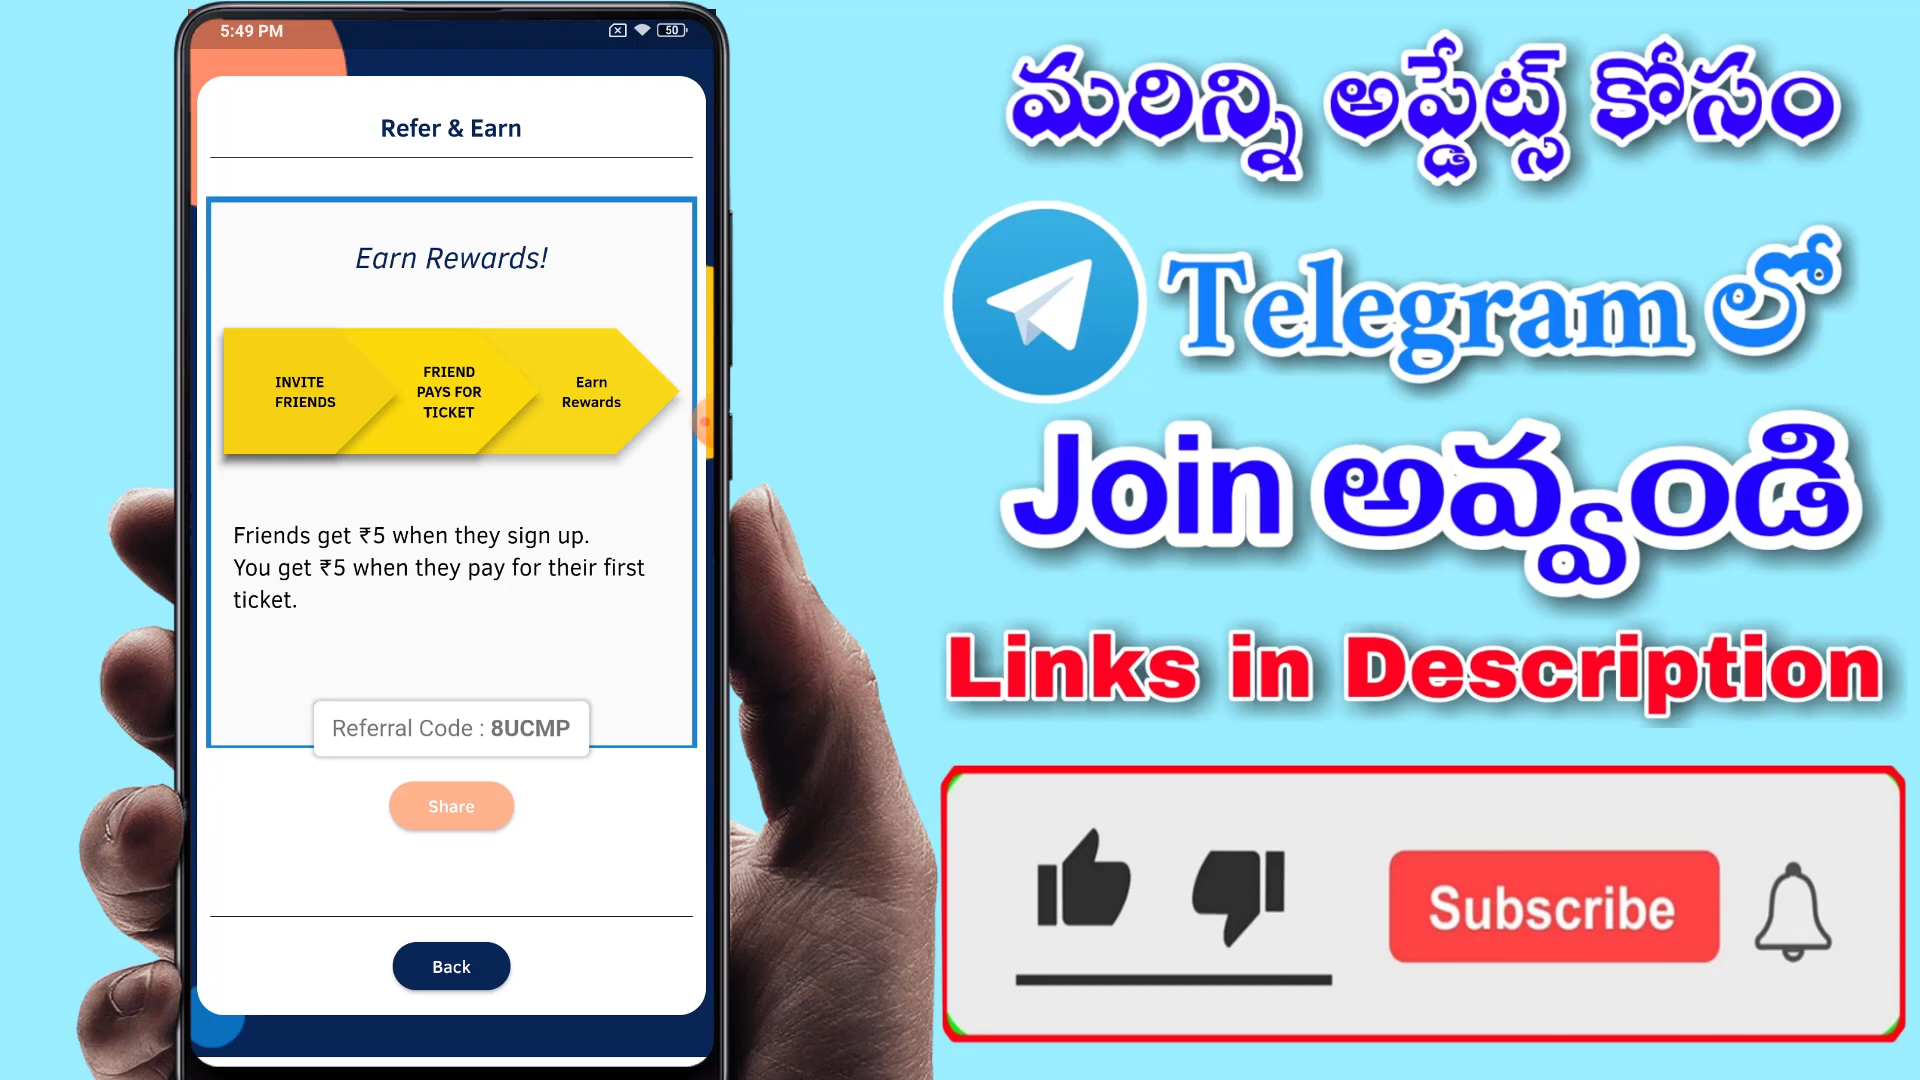 5:49 PM
50
Refer & Earn
Earn Rewards!
INVITE
FRIENDS
FRIEND
PAYS FOR
TICKET
Earn
Rewards
Friends get ₹5 when they sign up.
You get ₹5 when they pay for their first
ticket.
Referral Code : 8UCMP
Share
Back
మరిన్ని అప్డేట్స్ కోసం
Telegram లో
Join అవ్వండి
Links in Description
Subscribe